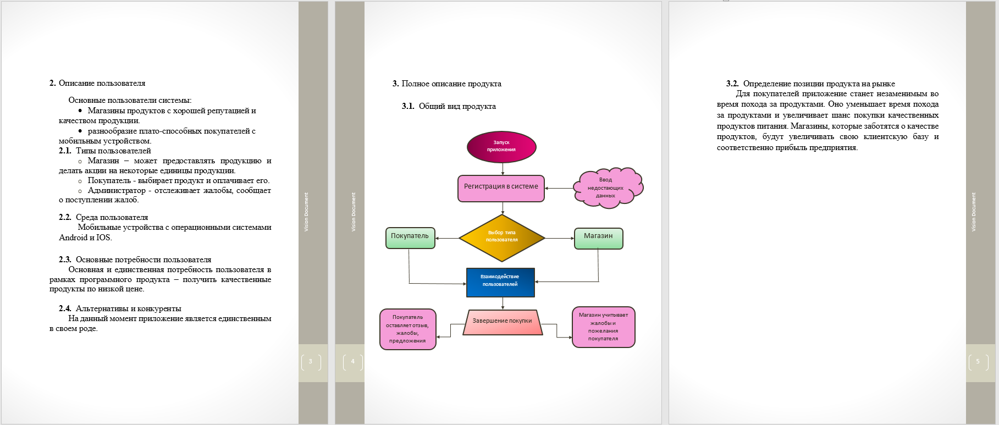 2. Описание пользователя
Основные пользователи системы:
• Магазины продуктов с хорошей репутацией и
качеством продукции.
• разнообразие плато-способных покупателей с
мобильным устройством.
2.1. Типы пользователей
o Магазин – может предоставлять продукцию и
делать акции на некоторые единицы продукции.
o Покупатель - выбирает продукт и оплачивает его.
o Администратор - отслеживает жалобы, сообщает
о поступлении жалоб.
2.2. Среда пользователя
Мобильные устройства с операционными системами
Android и IOS.
2.3. Основные потребности пользователя
Основная и единственная потребность пользователя в
рамках программного продукта – получить качественные
продукты по низкой цене.
2.4. Альтернативы и конкуренты
На данный момент приложение является единственным
в своем роде.
Vision Document
3
Vision Document
4
3. Полное описание продукта
3.1. Общий вид продукта
Запуск
приложения
Регистрация в системе
Ввод
недостающих
данных
Выбор типа
пользователя
Покупатель
Магазин
Взаимодействие
пользователей
Завершение покупки
Покупатель
оставляет отзыв,
жалобы,
предложения
Магазин учитывает
жалобы и
пожелания
покупателя
3.2. Определение позиции продукта на рынке
Для покупателей приложение станет незаменимым во
время похода за продуктами. Оно уменьшает время похода
за продуктами и увеличивает шанс покупки качественных
продуктов питания. Магазины, которые заботятся о качестве
продуктов, будут увеличивать свою клиентскую базу и
соответственно прибыль предприятия.
Vision Document
5